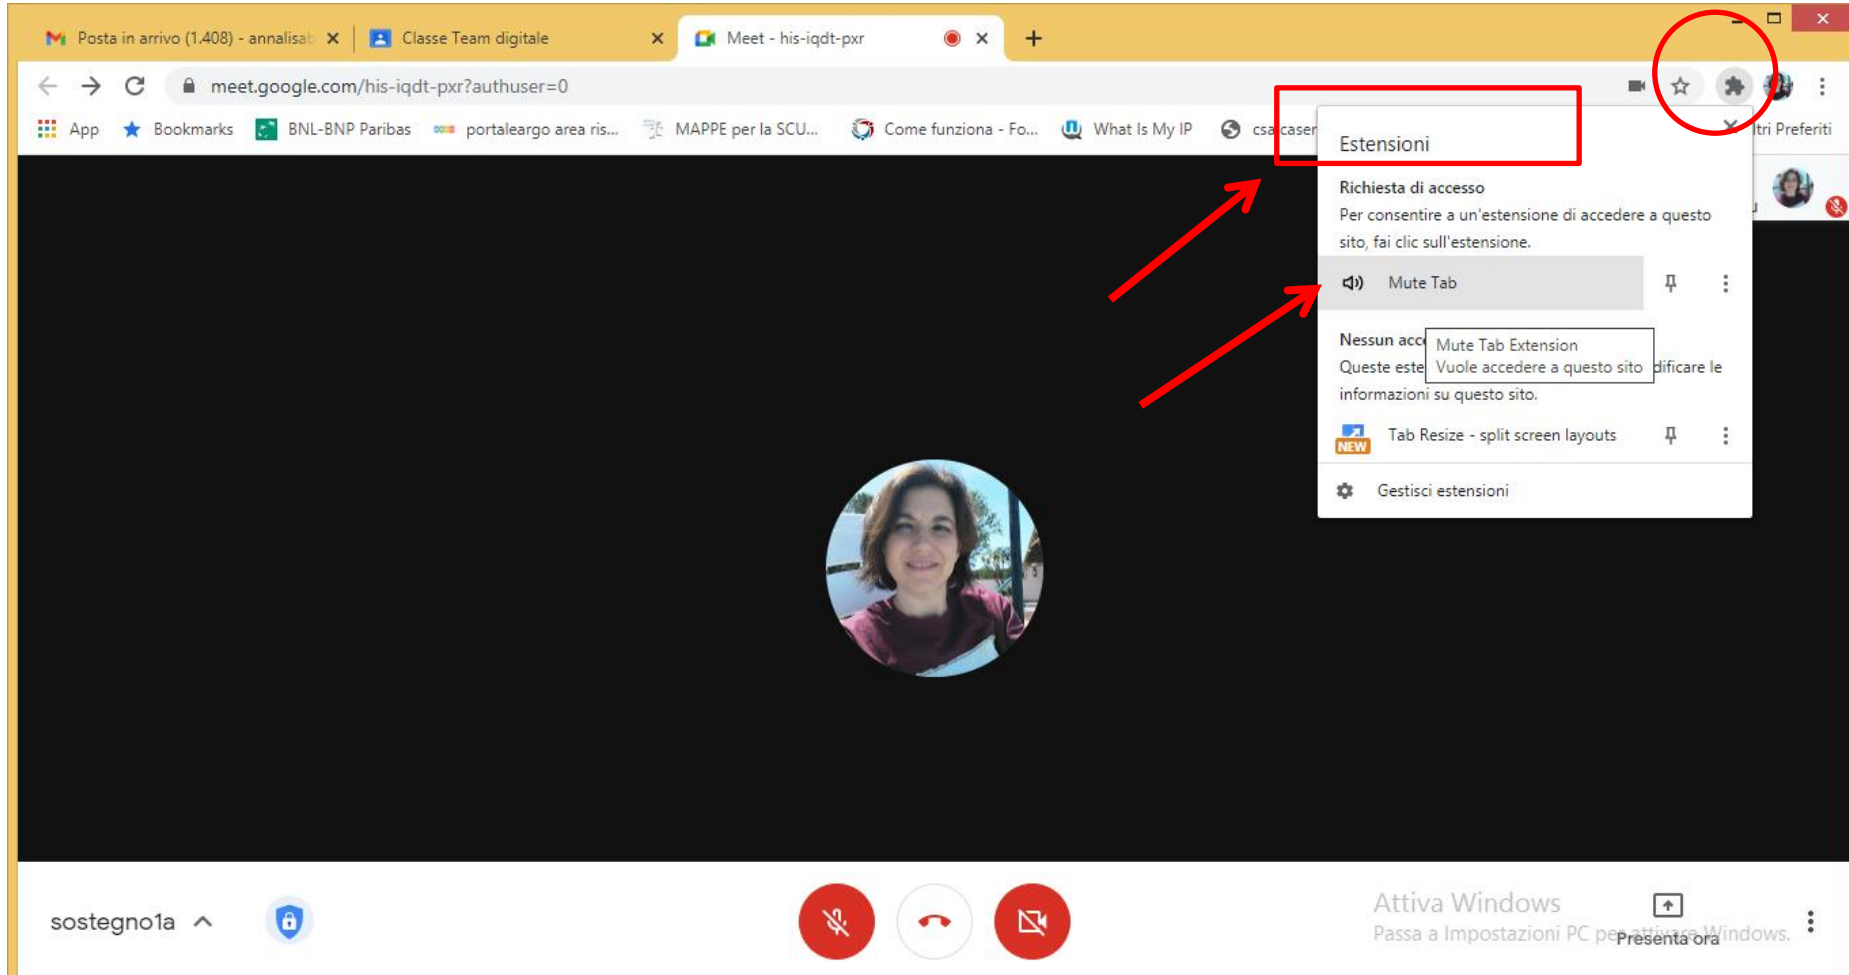 Posta in arrivo (1.408) - annalisab
Classe Team digitale
Meet - his-iqdt-pxr
meet.google.com/his-iqdt-pxr?authuser=0
App
Bookmarks
BNL-BNP Paribas
portaleargo area ris...
MAPPE per la SCU...
Come funziona - Fo...
What Is My IP
csa caser
ltri Preferiti
Estensioni
Richiesta di accesso
Per consentire a un'estensione di accedere a questo
sito, fai clic sull'estensione.
Mute Tab
Nessun acce
Mute Tab Extension
Queste este
Vuole accedere a questo sito
dificare le
informazioni su questo sito.
NEW
Tab Resize - split screen layouts
Gestisci estensioni
sostegno1a
Attiva Windows
Passa a Impostazioni PC per attivare Windows.
Presenta ora